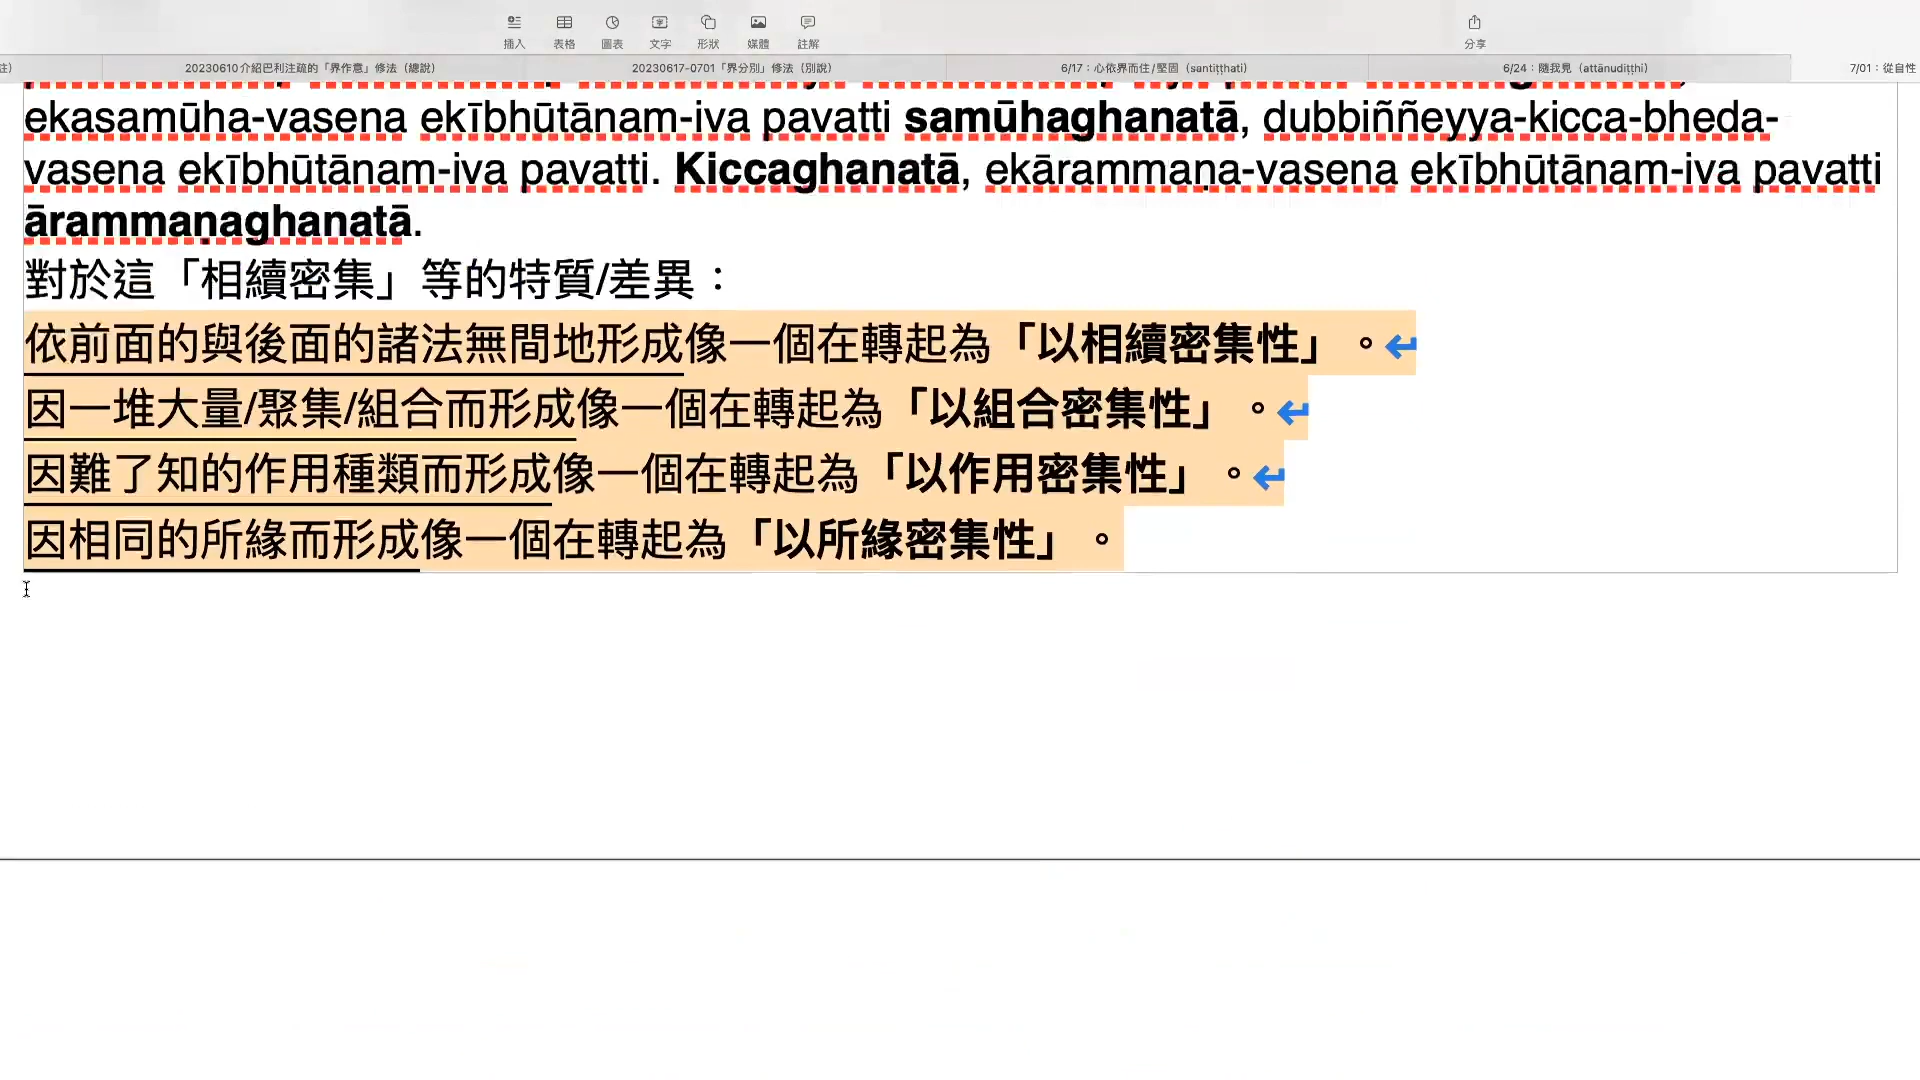 插入 表格 圖表 文字 形狀 媒體 註解 分享
注) 20230610介紹巴利注疏的「界作意」修法（總說） 20230617-0701「界分別」修法（別說） 6/17：心依界而住/堅固（santiṭṭhati） 6/24：隨我見（attānudiṭṭhi） 7/01：從自性
ekasamūha-vasena ekībhūtānam-iva pavatti samūhaghanatā, dubbiññeyya-kicca-bheda-
vasena ekībhūtānam-iva pavatti. Kiccaghanatā, ekārammaṇa-vasena ekībhūtānam-iva pavatti
ārammaṇaghanatā.
對於這「相續密集」等的特質/差異：
依前面的與後面的諸法無間地形成像一個在轉起為「以相續密集性」。
因一堆大量/聚集/組合而形成像一個在轉起為「以組合密集性」。
因難了知的作用種類而形成像一個在轉起為「以作用密集性」。
因相同的所緣而形成像一個在轉起為「以所緣密集性」。